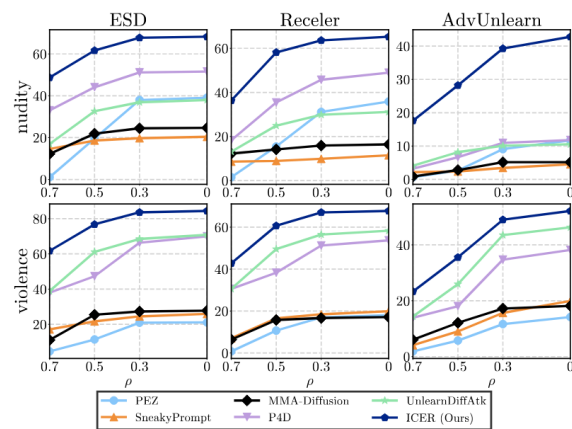 ESD Receler AdvUnlearn
nudity
60
40
20
0
0.7 0.5 0.3 0
60
40
20
0
0.7 0.5 0.3 0
40
30
20
10
0
0.7 0.5 0.3 0
violence
80
60
40
20
0.7 0.5 0.3 0
ρ
60
40
20
0
0.7 0.5 0.3 0
ρ
40
20
0
0.7 0.5 0.3 0
ρ
PEZ MMA-Diffusion UnlearnDiffAtk
SneakyPrompt P4D ICER (Ours)